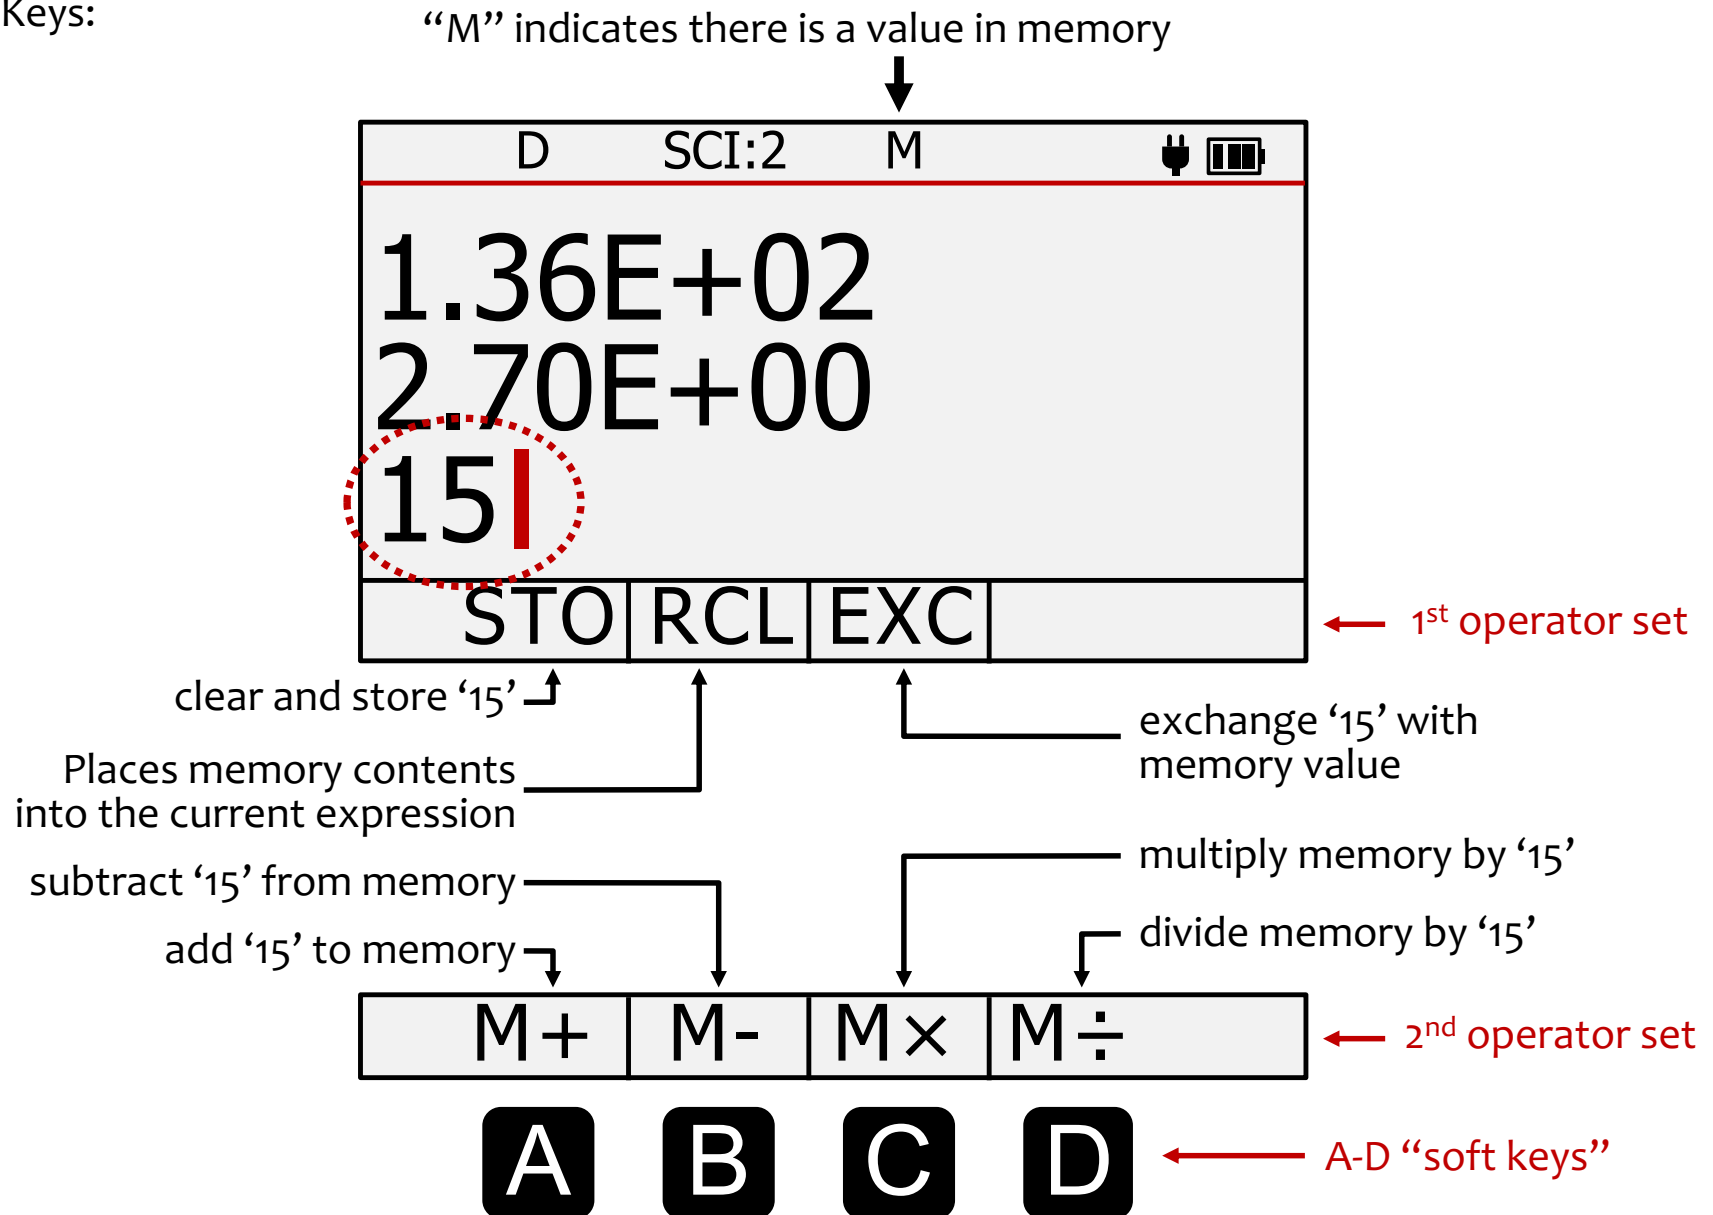 Keys:
“M” indicates there is a value in memory
D SCI:2 M
1.36E+02
2.70E+00
15
STO RCL EXC
1st operator set
clear and store ‘15’
exchange ‘15’ with
memory value
Places memory contents
into the current expression
multiply memory by ‘15’
subtract ‘15’ from memory
divide memory by ‘15’
add ‘15’ to memory
M+ M- M× M÷
2nd operator set
A B C D
A-D “soft keys”